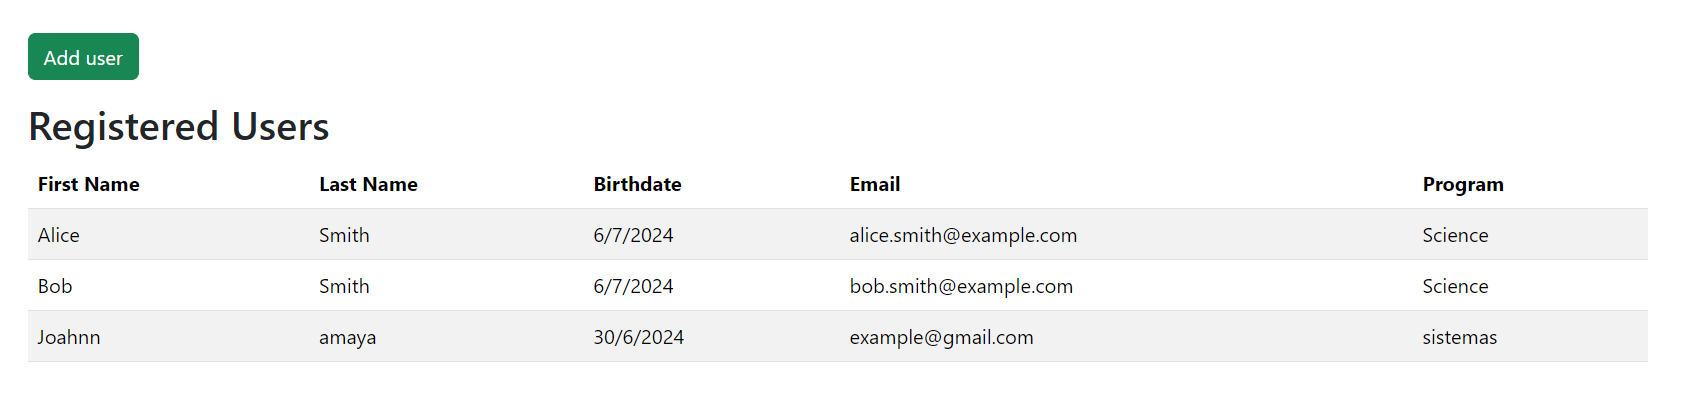 Add user
Registered Users
First Name Last Name Birthdate Email Program
Alice Smith 6/7/2024 alice.smith@example.com Science
Bob Smith 6/7/2024 bob.smith@example.com Science
Joahnn amaya 30/6/2024 example@gmail.com sistemas